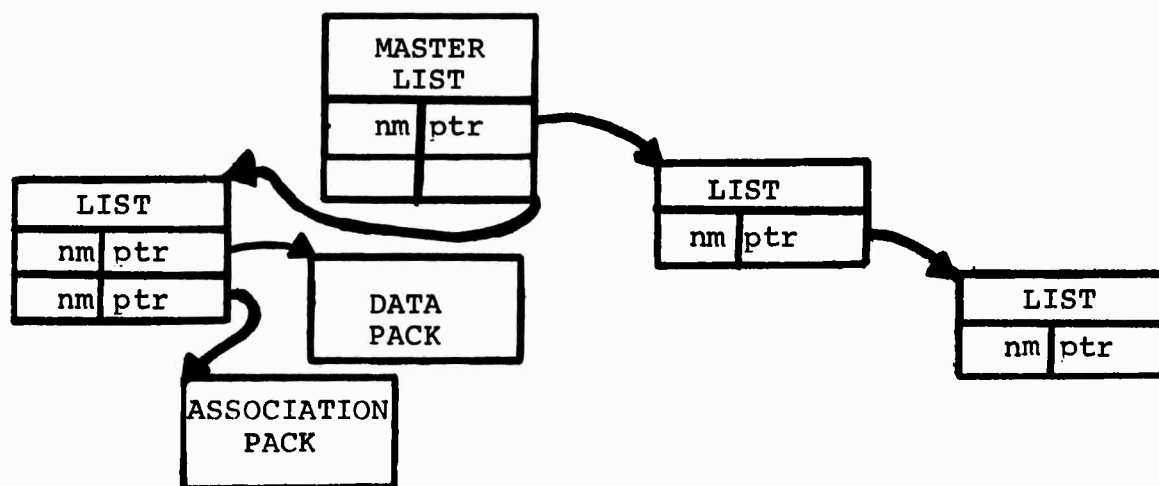 MASTER
LIST
nm ptr
LIST
nm ptr
nm ptr
DATA
PACK
ASSOCIATION
PACK
LIST
nm ptr
LIST
nm ptr